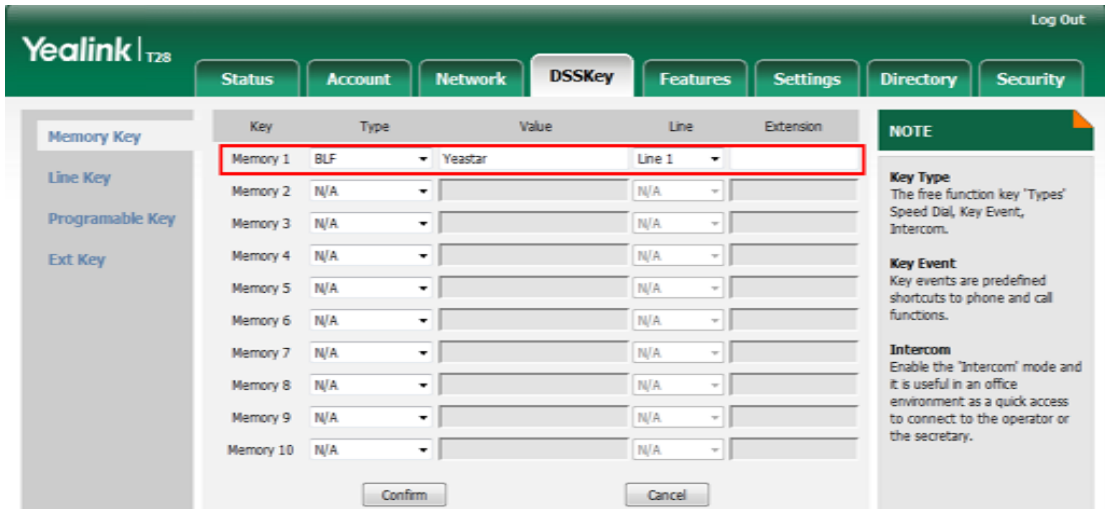 Log Out
Yealink | T28
Status Account Network DSSKey Features Settings Directory Security
Memory Key
Line Key
Programable Key
Ext Key
Key Type Value Line Extension
Memory 1 BLF Yeastar Line 1
Memory 2 N/A N/A
Memory 3 N/A N/A
Memory 4 N/A N/A
Memory 5 N/A N/A
Memory 6 N/A N/A
Memory 7 N/A N/A
Memory 8 N/A N/A
Memory 9 N/A N/A
Memory 10 N/A N/A
Confirm Cancel
NOTE
Key Type
The free function key 'Types'
Speed Dial, Key Event,
Intercom.
Key Event
Key events are predefined
shortcuts to phone and call
functions.
Intercom
Enable the 'Intercom' mode and
it is useful in an office
environment as a quick access
to connect to the operator or
the secretary.